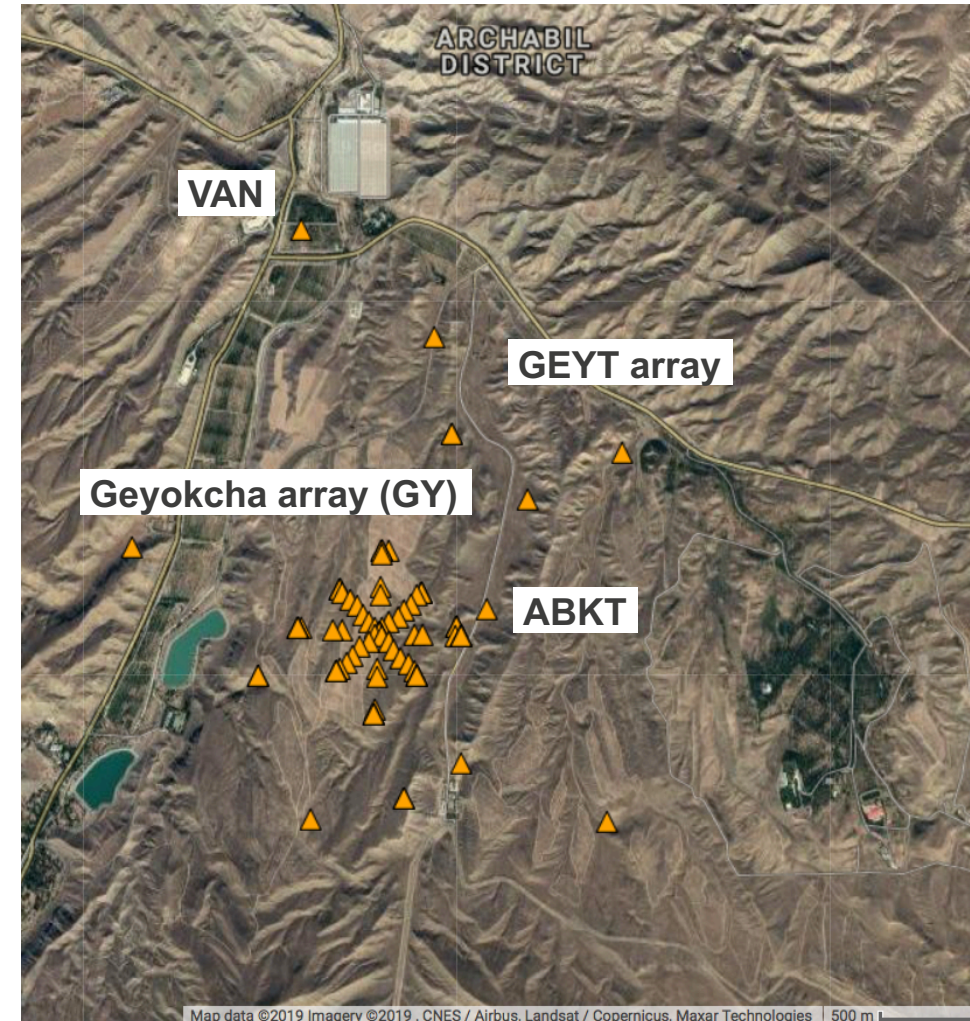 ARCHABIL
DISTRICT
VAN
GEYT array
Geyokcha array (GY)
ABKT
Map data ©2019 Imagery ©2019 , CNES / Airbus, Landsat / Copernicus, Maxar Technologies
500 m